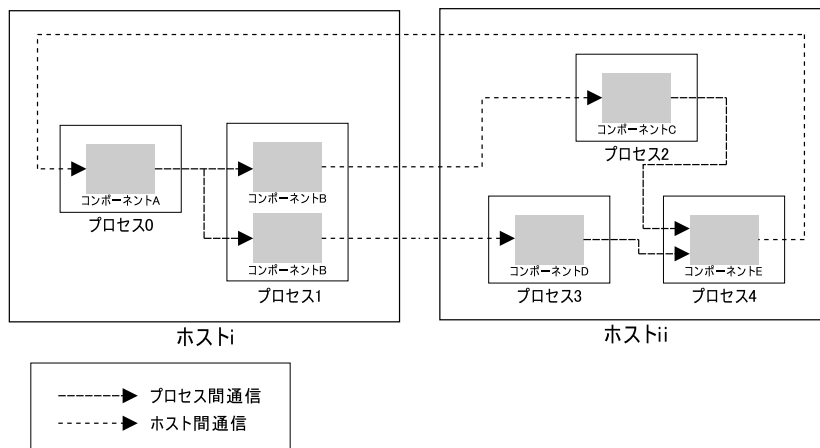 コンポーネントA
プロセス0
コンポーネントB
コンポーネントB
プロセス1
ホストi
コンポーネントC
プロセス2
コンポーネントD
プロセス3
コンポーネントE
プロセス4
ホストii
プロセス間通信
ホスト間通信